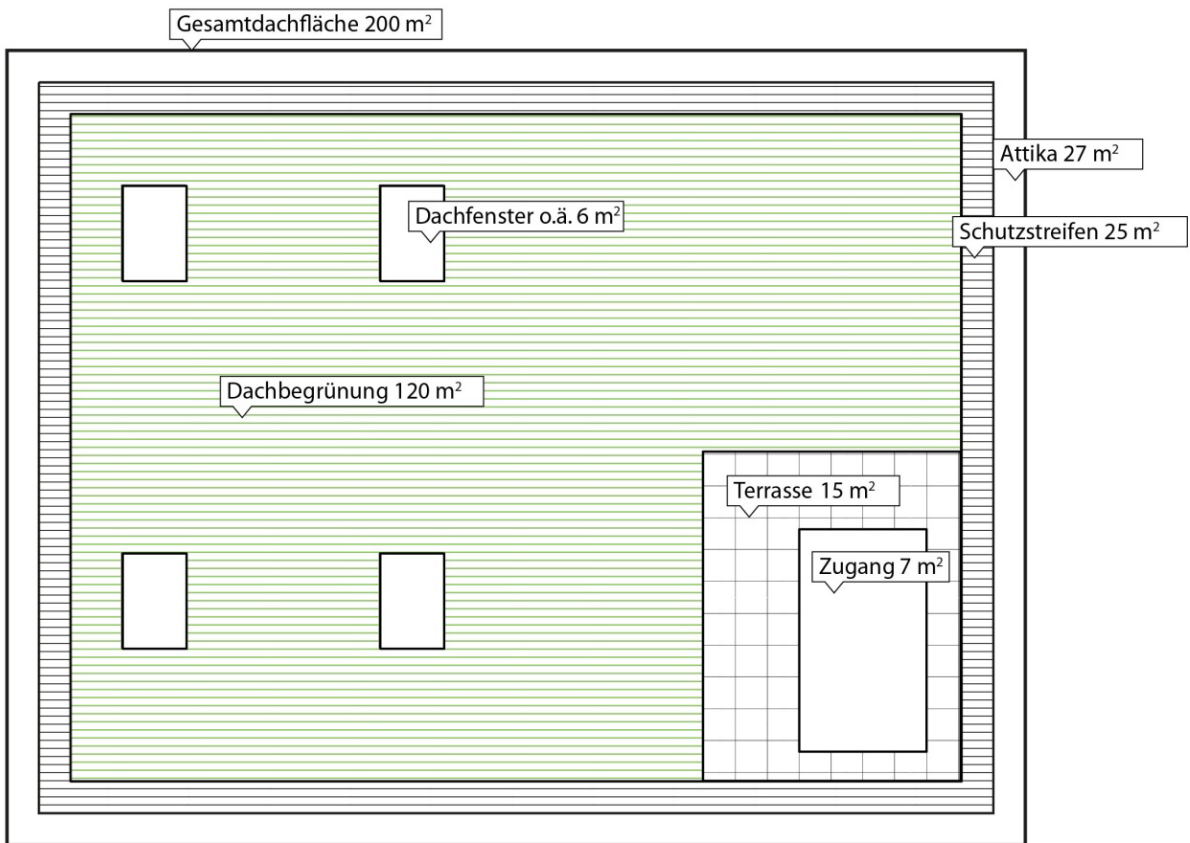 Gesamtdachfläche 200 m²
Attika 27 m²
Dachfenster o.ä. 6 m²
Schutzstreifen 25 m²
Dachbegrünung 120 m²
Terrasse 15 m²
Zugang 7 m²